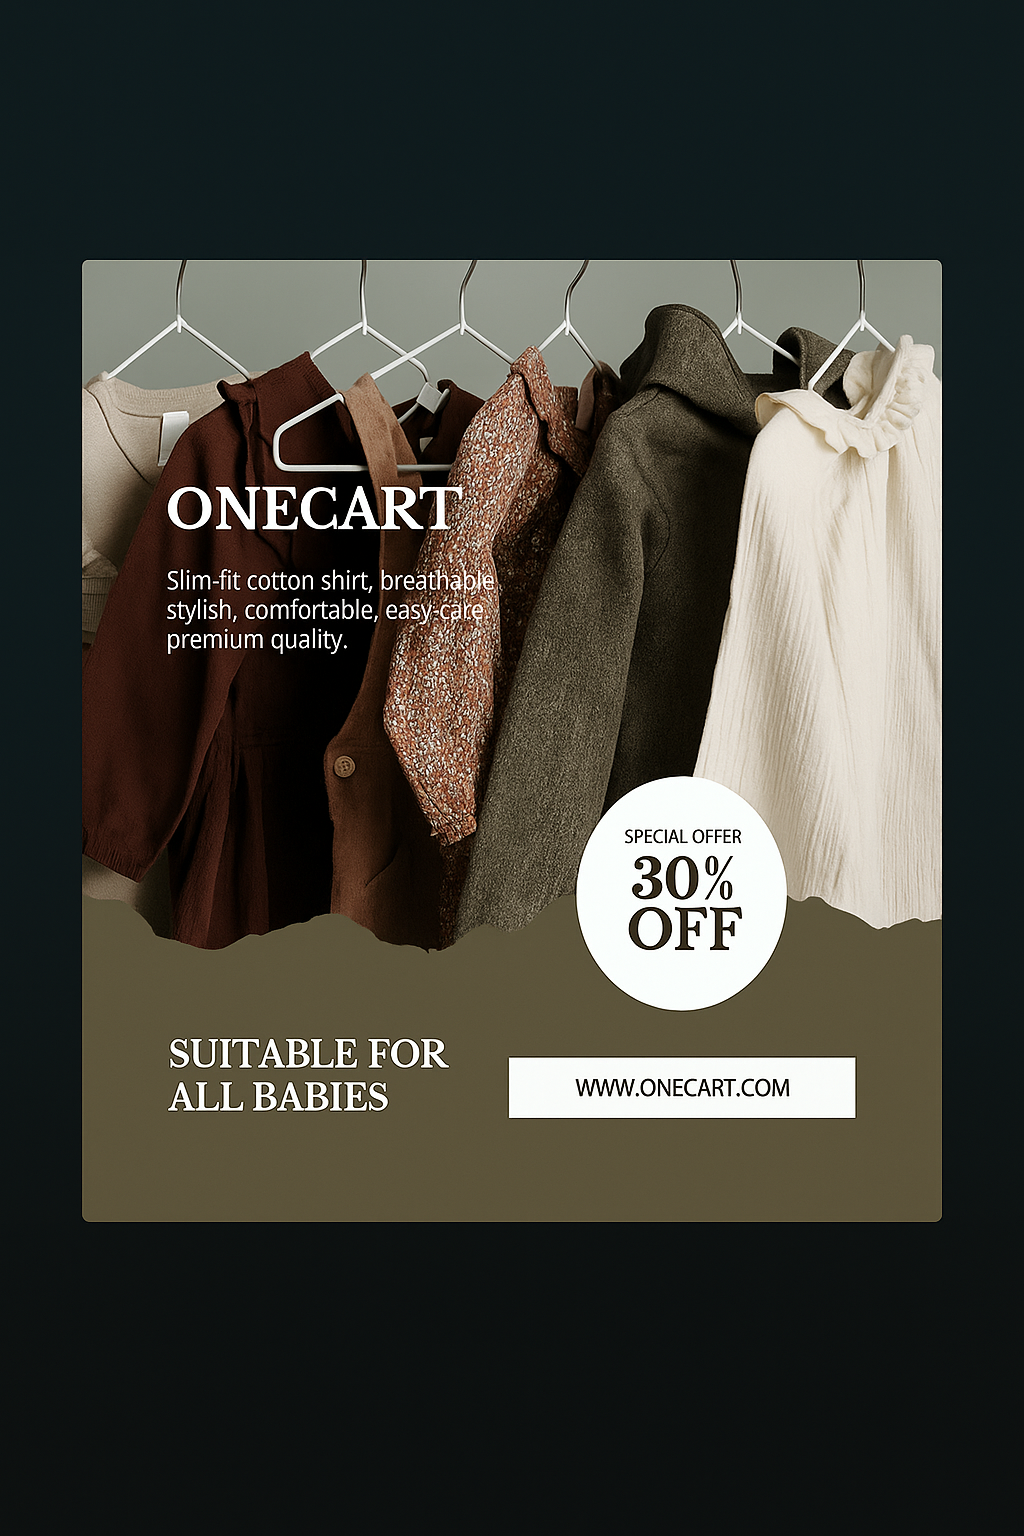 ONECART
Slim-fit cotton shirt, breathable
stylish, comfortable, easy-care
premium quality.
SPECIAL OFFER
30%
OFF
SUITABLE FOR
ALL BABIES
WWW.ONECART.COM